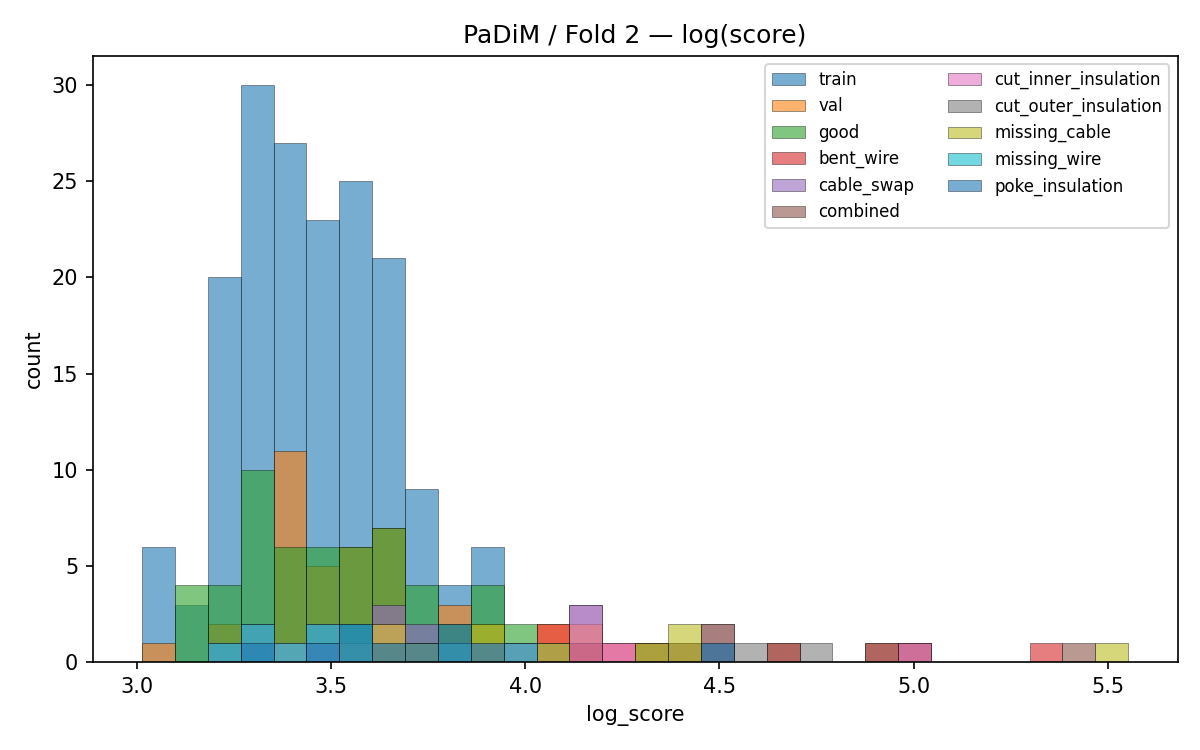 PaDiM / Fold 2 — log(score)
train
val
good
bent_wire
cable_swap
combined
cut_inner_insulation
cut_outer_insulation
missing_cable
missing_wire
poke_insulation
count
30
25
20
15
10
5
0
3.0 3.5 4.0 4.5 5.0 5.5
log_score